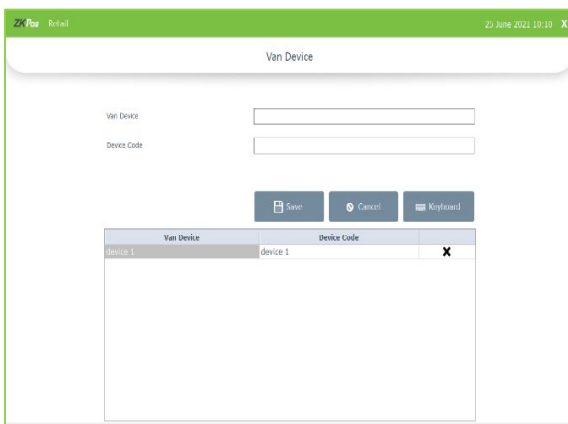 ZKPos Retail 25 June 2021 10:10 X
Van Device
Van Device
Device Code
Save Cancel Keyboard
Van Device Device Code
device 1 device 1 X